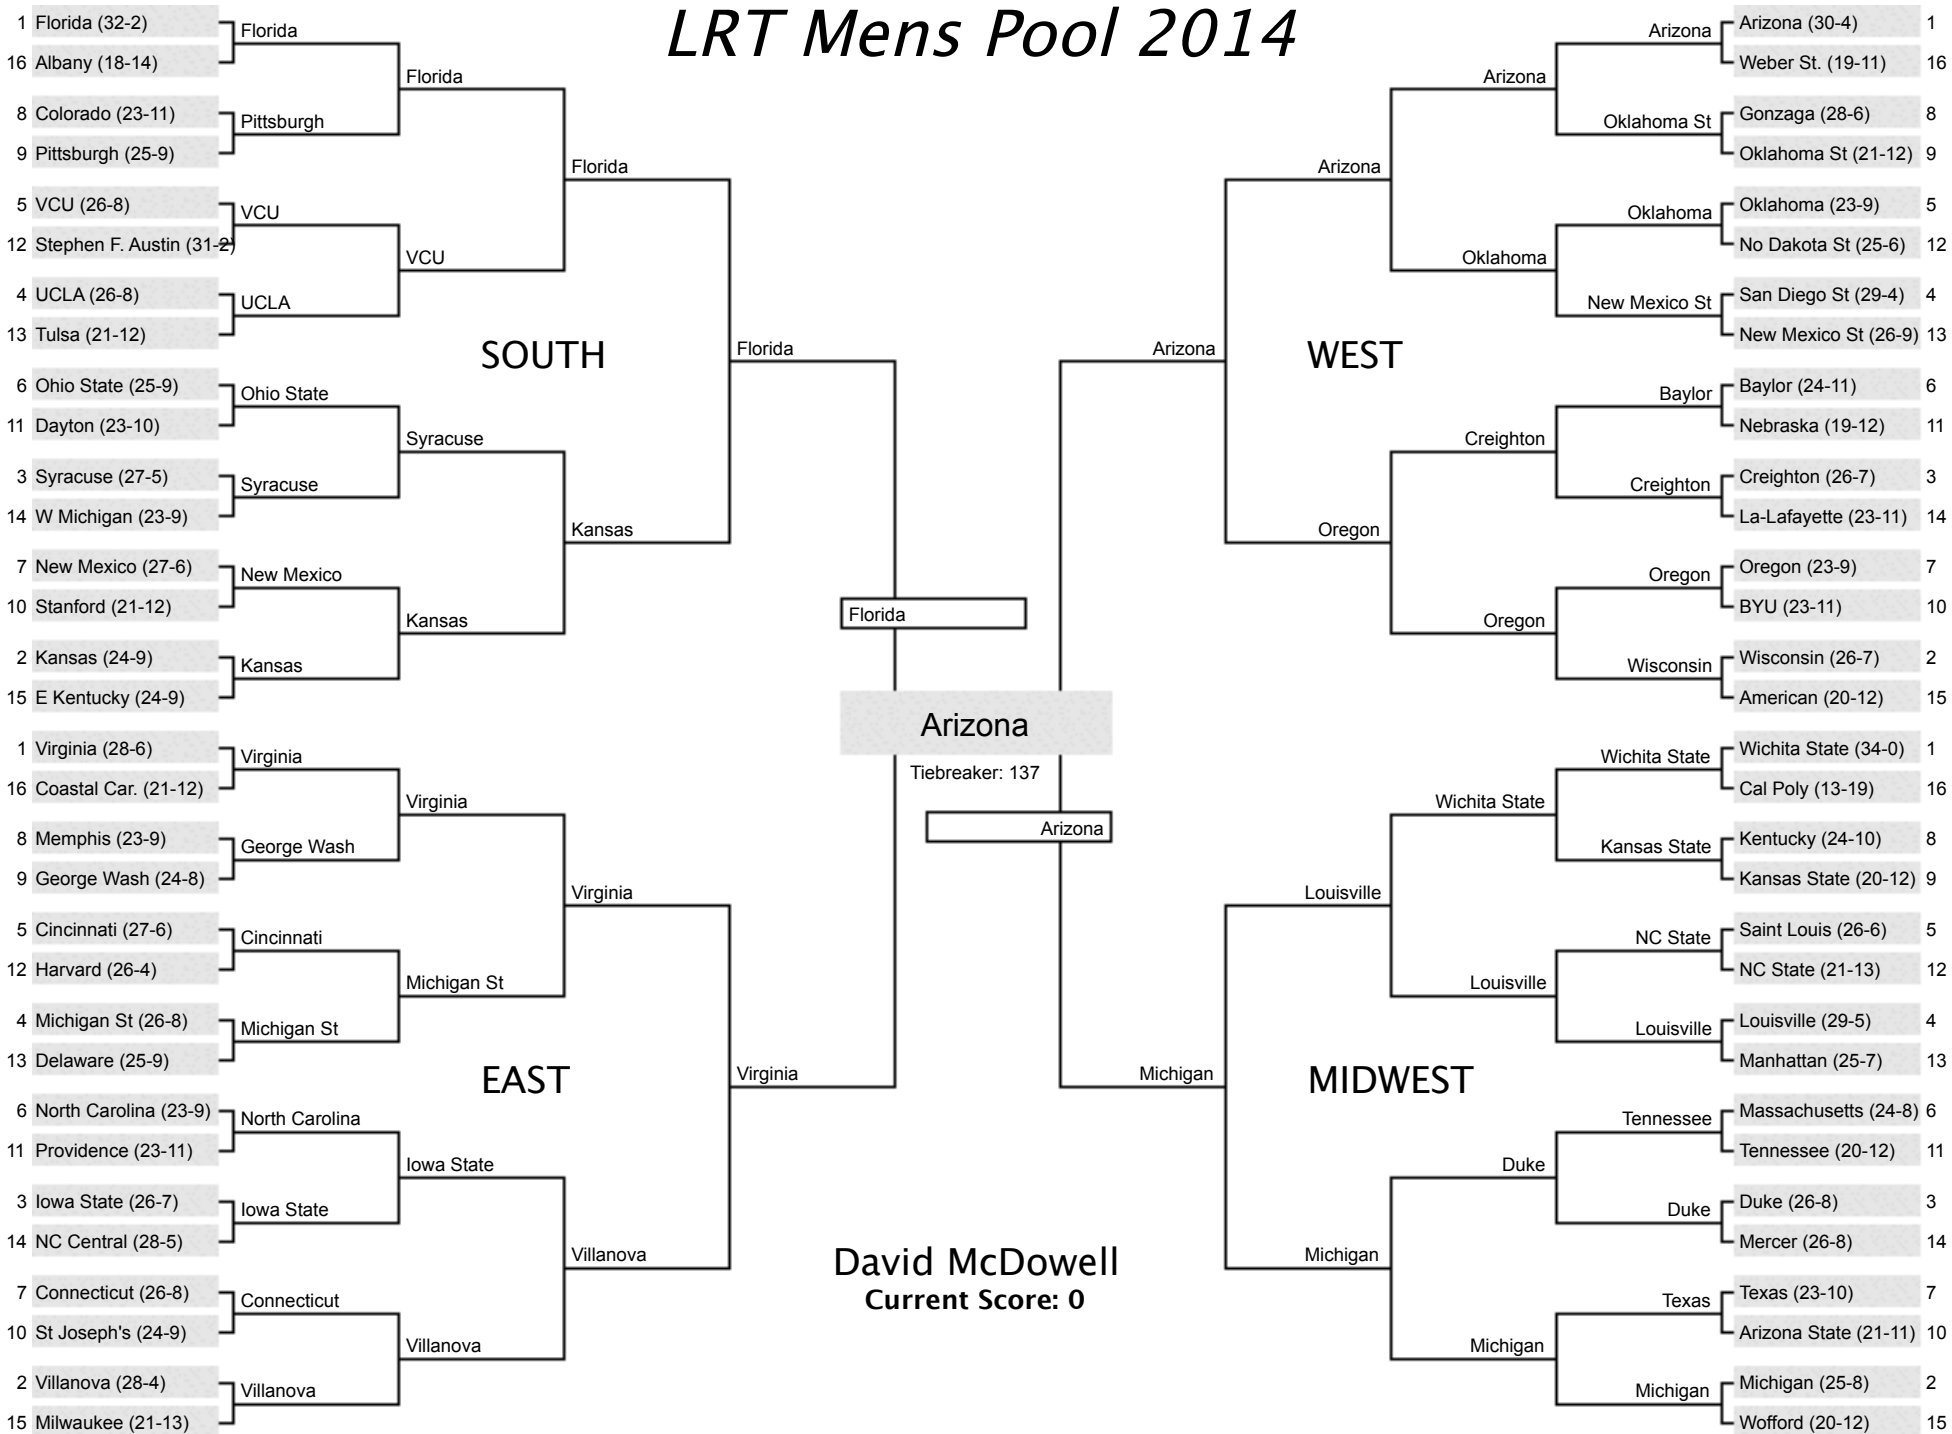 LRT Mens Pool 2014
1 Florida (32-2)
Florida
16 Albany (18-14)
Florida
8 Colorado (23-11)
Pittsburgh
9 Pittsburgh (25-9)
Florida
5 VCU (26-8)
VCU
12 Stephen F. Austin (31-2)
VCU
4 UCLA (26-8)
UCLA
13 Tulsa (21-12)
SOUTH
Florida
6 Ohio State (25-9)
Ohio State
11 Dayton (23-10)
Syracuse
3 Syracuse (27-5)
Syracuse
14 W Michigan (23-9)
Kansas
7 New Mexico (27-6)
New Mexico
10 Stanford (21-12)
Kansas
2 Kansas (24-9)
Kansas
15 E Kentucky (24-9)
1 Virginia (28-6)
Virginia
16 Coastal Car. (21-12)
Virginia
8 Memphis (23-9)
George Wash
9 George Wash (24-8)
Virginia
5 Cincinnati (27-6)
Cincinnati
12 Harvard (26-4)
Michigan St
4 Michigan St (26-8)
Michigan St
13 Delaware (25-9)
EAST
Virginia
6 North Carolina (23-9)
North Carolina
11 Providence (23-11)
Iowa State
3 Iowa State (26-7)
Iowa State
14 NC Central (28-5)
Villanova
7 Connecticut (26-8)
Connecticut
10 St Joseph's (24-9)
Villanova
2 Villanova (28-4)
Villanova
15 Milwaukee (21-13)
Florida
Arizona
Tiebreaker: 137
Arizona
David McDowell
Current Score: 0
Arizona (30-4) 1
Arizona
Weber St. (19-11) 16
Arizona
Gonzaga (28-6) 8
Oklahoma St
Oklahoma St (21-12) 9
Arizona
Oklahoma (23-9) 5
Oklahoma
No Dakota St (25-6) 12
Oklahoma
San Diego St (29-4) 4
New Mexico St
New Mexico St (26-9) 13
Arizona
WEST
Baylor (24-11) 6
Baylor
Nebraska (19-12) 11
Creighton
Creighton (26-7) 3
Creighton
La-Lafayette (23-11) 14
Oregon
Oregon (23-9) 7
Oregon
BYU (23-11) 10
Oregon
Wisconsin (26-7) 2
Wisconsin
American (20-12) 15
Wichita State (34-0) 1
Wichita State
Cal Poly (13-19) 16
Wichita State
Kentucky (24-10) 8
Kansas State
Kansas State (20-12) 9
Louisville
Saint Louis (26-6) 5
NC State
NC State (21-13) 12
Louisville
Louisville (29-5) 4
Louisville
Manhattan (25-7) 13
Michigan
MIDWEST
Massachusetts (24-8) 6
Tennessee
Tennessee (20-12) 11
Duke
Duke (26-8) 3
Duke
Mercer (26-8) 14
Michigan
Texas (23-10) 7
Texas
Arizona State (21-11) 10
Michigan
Michigan (25-8) 2
Michigan
Wofford (20-12) 15